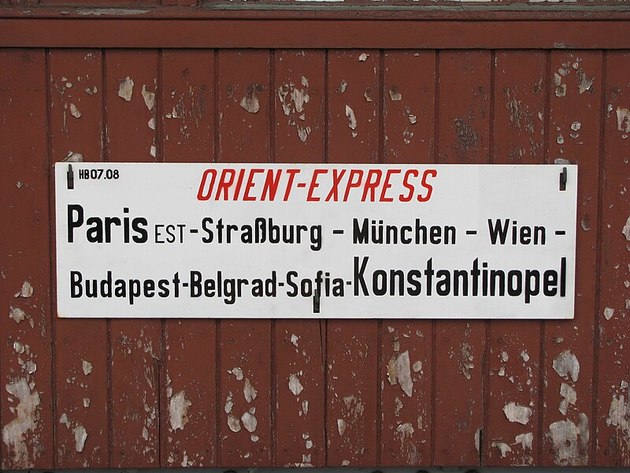 HB07.08
ORIENT-EXPRESS
Paris EST-Straßburg - München - Wien -
Budapest-Belgrad-Sofia-Konstantinopel